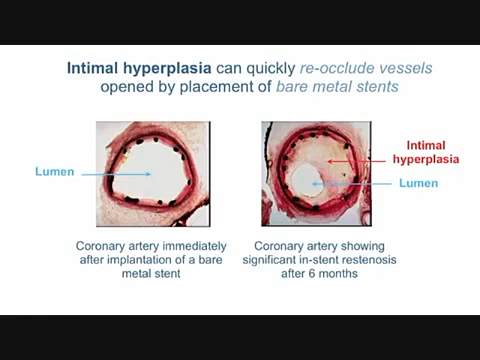 Intimal hyperplasia can quickly re-occlude vessels
opened by placement of bare metal stents
Lumen
Intimal
hyperplasia
Lumen
Coronary artery immediately
after implantation of a bare
metal stent
Coronary artery showing
significant in-stent restenosis
after 6 months